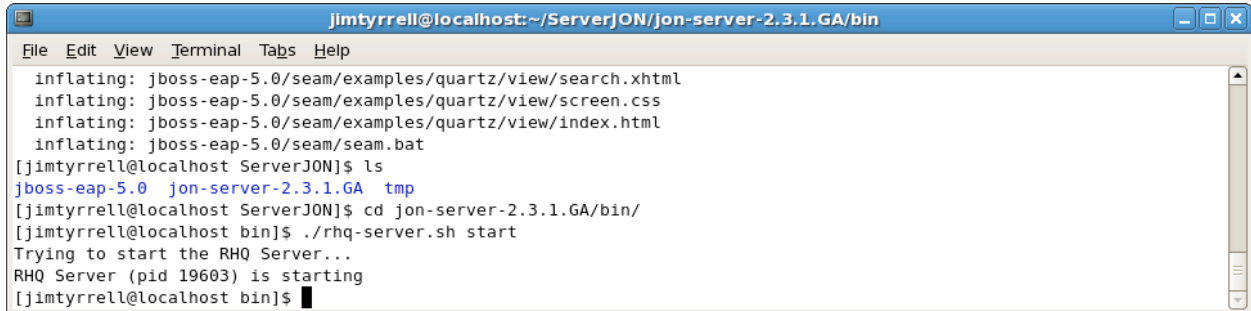 jimtyrrell@localhost:~/ServerJON/jon-server-2.3.1.GA/bin
File Edit View Terminal Tabs Help
inflating: jboss-eap-5.0/seam/examples/quartz/view/search.xhtml
inflating: jboss-eap-5.0/seam/examples/quartz/view/screen.css
inflating: jboss-eap-5.0/seam/examples/quartz/view/index.html
inflating: jboss-eap-5.0/seam/seam.bat
[jimtyrrell@localhost ServerJON]$ ls
jboss-eap-5.0 jon-server-2.3.1.GA tmp
[jimtyrrell@localhost ServerJON]$ cd jon-server-2.3.1.GA/bin/
[jimtyrrell@localhost bin]$ ./rhq-server.sh start
Trying to start the RHQ Server...
RHQ Server (pid 19603) is starting
[jimtyrrell@localhost bin]$